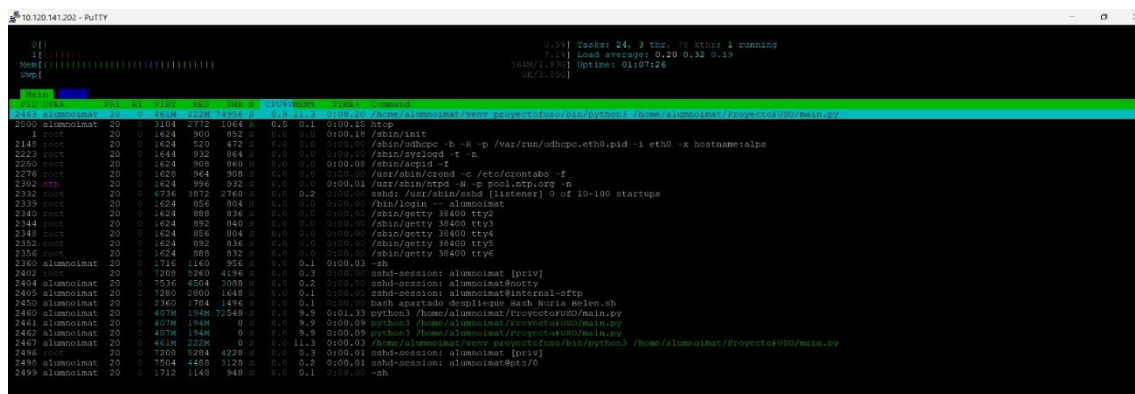 10.120.141.202 - PuTTY
0[| 0.5%] Tasks: 24, 3 thr, 78 kthr; 1 running
1[|||||| 7.1%] Load average: 0.20 0.32 0.19
Mem[||||||||||||||||||||||||||||||| 364M/1.93G] Uptime: 01:07:26
Swp[ 0K/3.85G]
Main
PID USER PRI NI VIRT RES SHR S CPU%▽MEM% TIME+ Command
2463 alumnoimat 20 0 461M 222M 74956 S 0.9 11.3 0:08.20 /home/alumnoimat/venv_proyectofuso/bin/python3 /home/alumnoimat/ProyectoFUSO/main.py
2500 alumnoimat 20 0 3104 2772 1064 R 0.5 0.1 0:00.15 htop
1 root 20 0 1624 900 852 S 0.0 0.0 0:00.18 /sbin/init
2148 root 20 0 1624 520 472 S 0.0 0.0 0:00.00 /sbin/udhcpc -b -R -p /var/run/udhcpc.eth0.pid -i eth0 -x hostname:alps
2223 root 20 0 1644 932 864 S 0.0 0.0 0:00.00 /sbin/syslogd -t -n
2250 root 20 0 1624 908 860 S 0.0 0.0 0:00.08 /sbin/acpid -f
2276 root 20 0 1628 964 908 S 0.0 0.0 0:00.00 /usr/sbin/crond -c /etc/crontabs -f
2302 ntp 20 0 1624 996 932 S 0.0 0.0 0:00.01 /usr/sbin/ntpd -N -p pool.ntp.org -n
2332 root 20 0 6736 3872 2760 S 0.0 0.2 0:00.00 sshd: /usr/sbin/sshd [listener] 0 of 10-100 startups
2339 root 20 0 1624 856 804 S 0.0 0.0 0:00.00 /bin/login -- alumnoimat
2340 root 20 0 1624 888 836 S 0.0 0.0 0:00.00 /sbin/getty 38400 tty2
2344 root 20 0 1624 892 840 S 0.0 0.0 0:00.00 /sbin/getty 38400 tty3
2348 root 20 0 1624 856 804 S 0.0 0.0 0:00.00 /sbin/getty 38400 tty4
2352 root 20 0 1624 892 836 S 0.0 0.0 0:00.00 /sbin/getty 38400 tty5
2356 root 20 0 1624 888 832 S 0.0 0.0 0:00.00 /sbin/getty 38400 tty6
2360 alumnoimat 20 0 1716 1160 956 S 0.0 0.1 0:00.03 -sh
2402 root 20 0 7208 5260 4196 S 0.0 0.3 0:00.00 sshd-session: alumnoimat [priv]
2404 alumnoimat 20 0 7536 4504 3088 S 0.0 0.2 0:00.00 sshd-session: alumnoimat@notty
2405 alumnoimat 20 0 7280 2800 1648 S 0.0 0.1 0:00.00 sshd-session: alumnoimat@internal-sftp
2450 alumnoimat 20 0 2360 1784 1496 S 0.0 0.1 0:00.00 bash apartado despliegue Bash Nuria Belen.sh
2460 alumnoimat 20 0 407M 194M 72548 S 0.0 9.9 0:01.33 python3 /home/alumnoimat/ProyectoFUSO/main.py
2461 alumnoimat 20 0 407M 194M 0 S 0.0 9.9 0:00.09 python3 /home/alumnoimat/ProyectoFUSO/main.py
2462 alumnoimat 20 0 407M 194M 0 S 0.0 9.9 0:00.09 python3 /home/alumnoimat/ProyectoFUSO/main.py
2467 alumnoimat 20 0 461M 222M 0 S 0.0 11.3 0:00.03 /home/alumnoimat/venv_proyectofuso/bin/python3 /home/alumnoimat/ProyectoFUSO/main.py
2496 root 20 0 7208 5284 4228 S 0.0 0.3 0:00.01 sshd-session: alumnoimat [priv]
2498 alumnoimat 20 0 7504 4488 3128 S 0.0 0.2 0:00.01 sshd-session: alumnoimat@pts/0
2499 alumnoimat 20 0 1712 1148 948 S 0.0 0.1 0:00.00 -sh